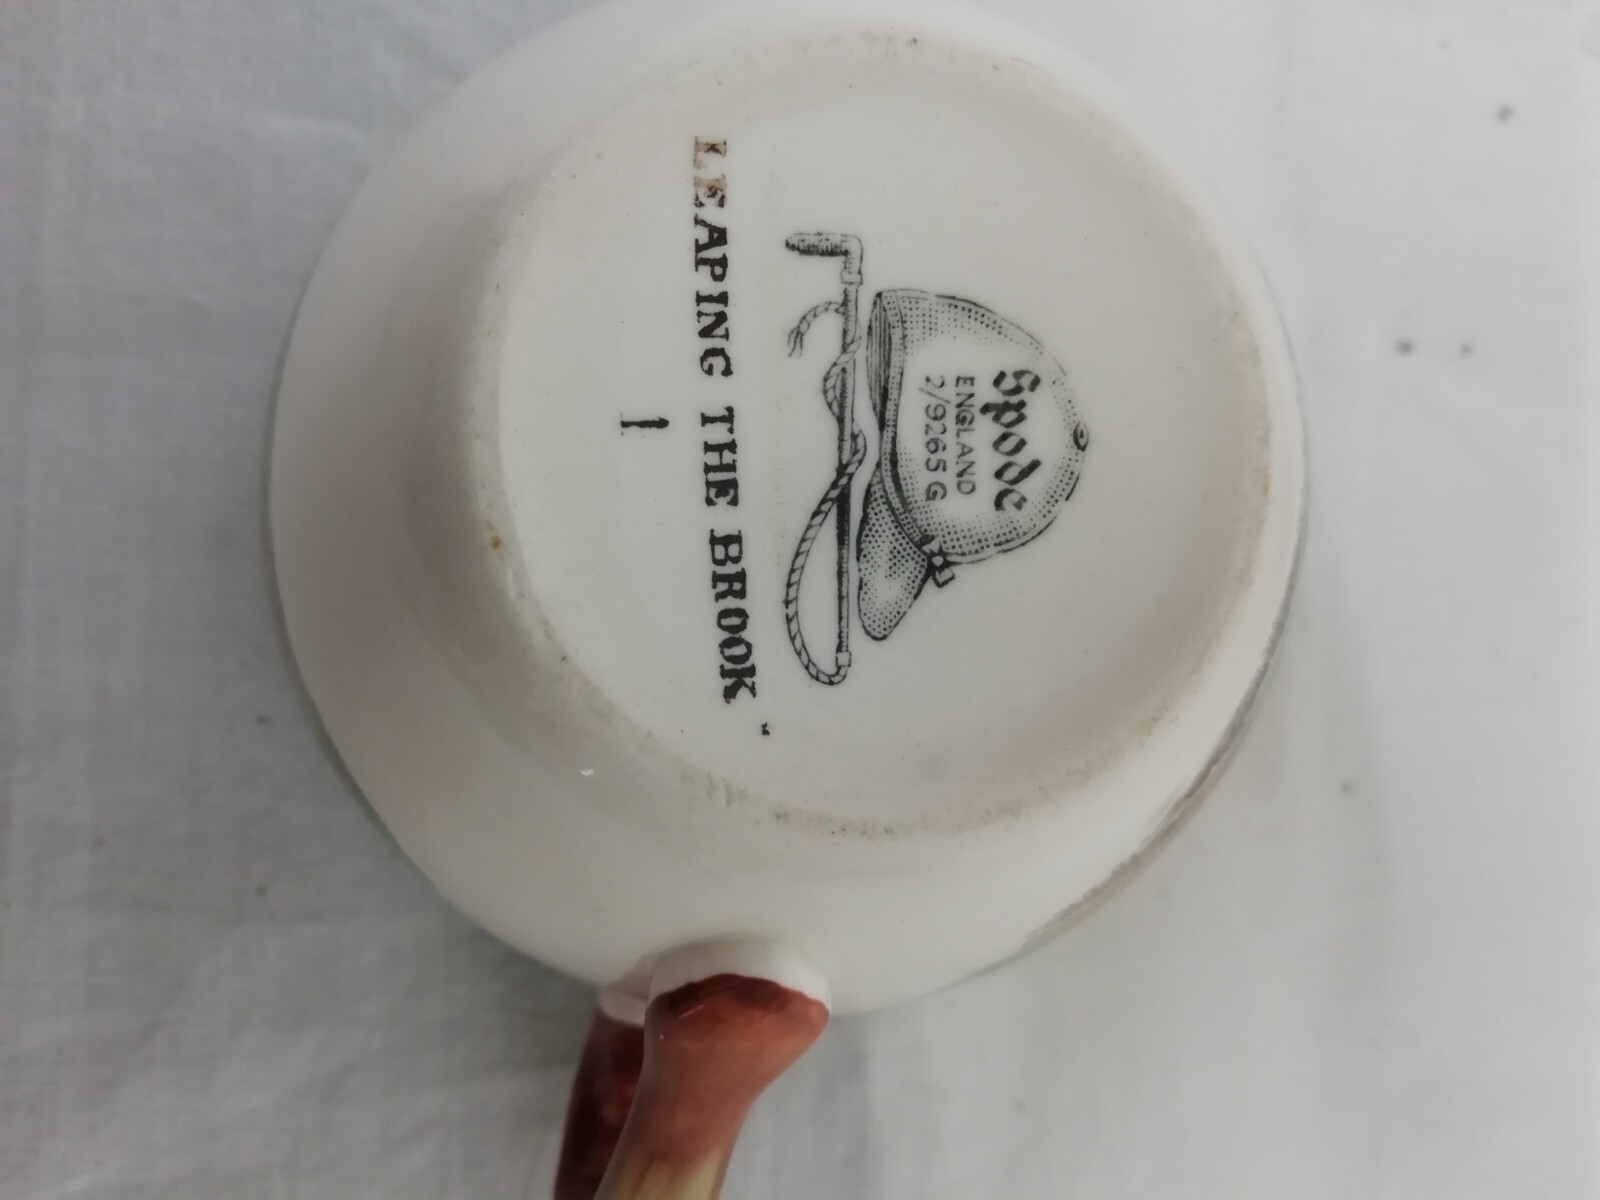 Spode
ENGLAND
2/9265 G
LEAPING THE BROOK
1